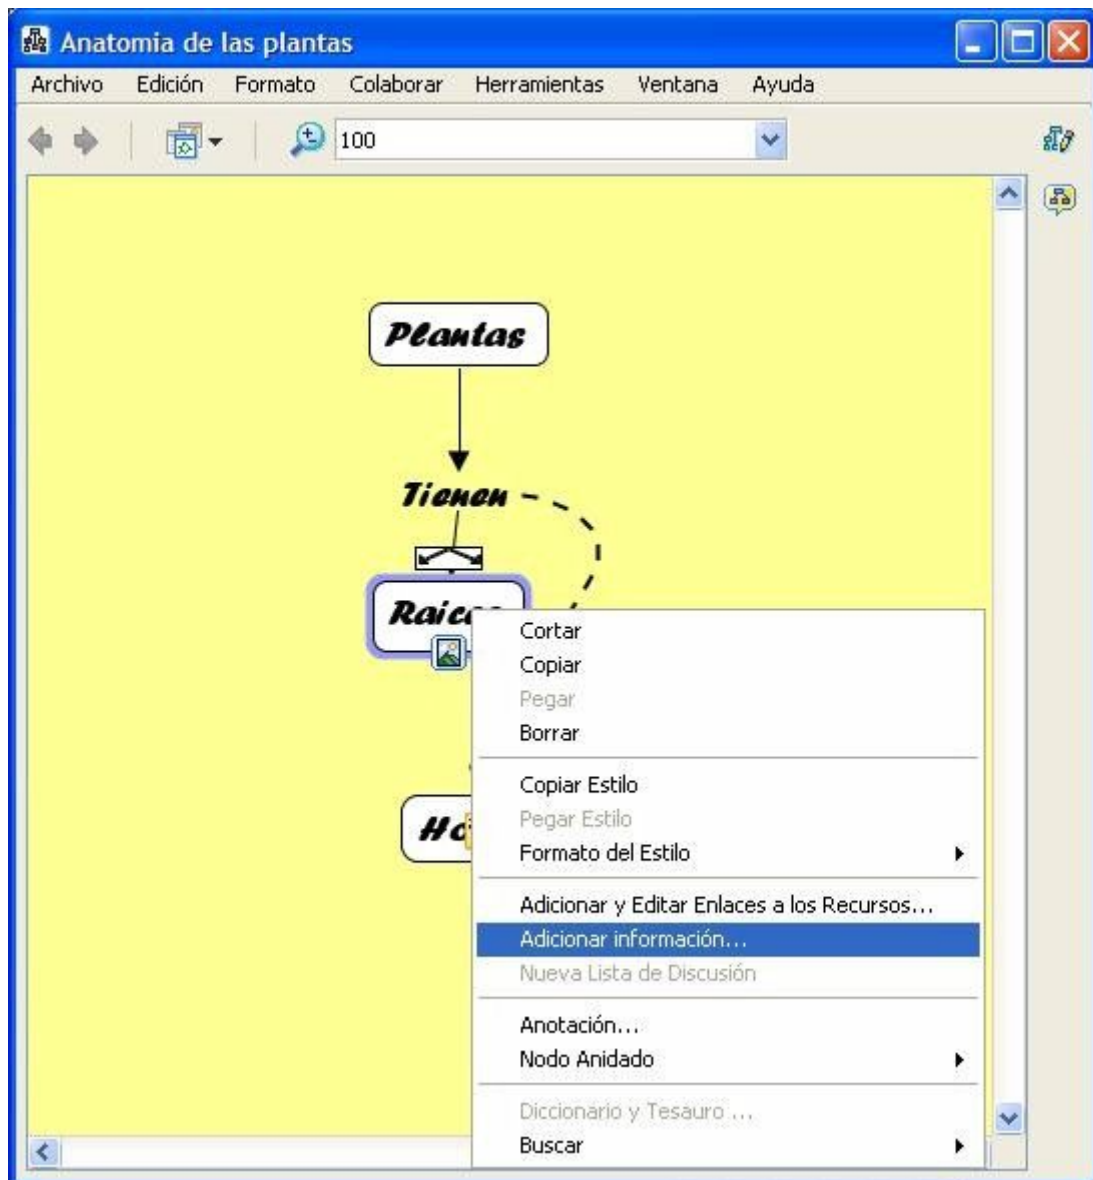 Anatomia de las plantas
Archivo Edición Formato Colaborar Herramientas Ventana Ayuda
100
Plantas
Tienen
Cortar
Copiar
Pegar
Borrar
Copiar Estilo
Pegar Estilo
Formato del Estilo
Adicionar y Editar Enlaces a los Recursos...
Adicionar información...
Nueva Lista de Discusión
Anotación...
Nodo Anidado
Diccionario y Tesauro ...
Buscar